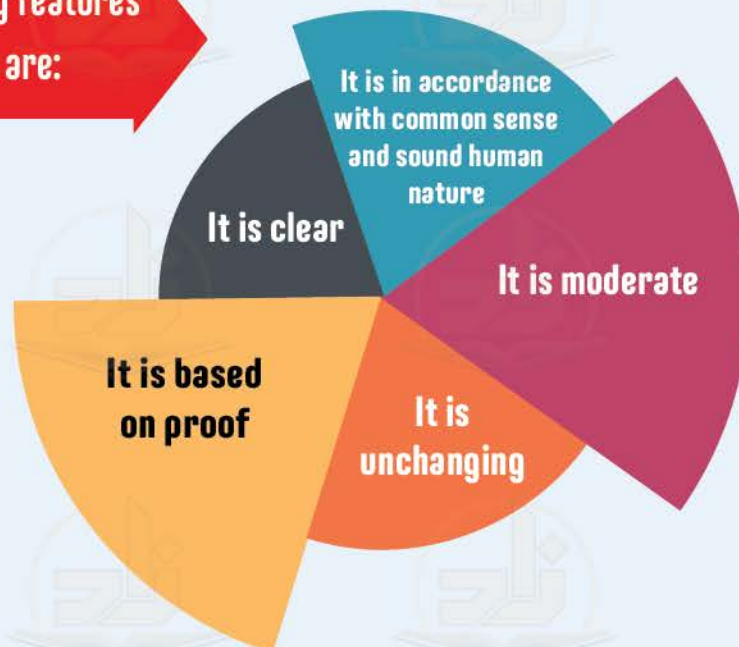 features
are:
It is in accordance
with common sense
and sound human
nature
It is moderate
It is
unchanging
It is based
on proof
It is clear